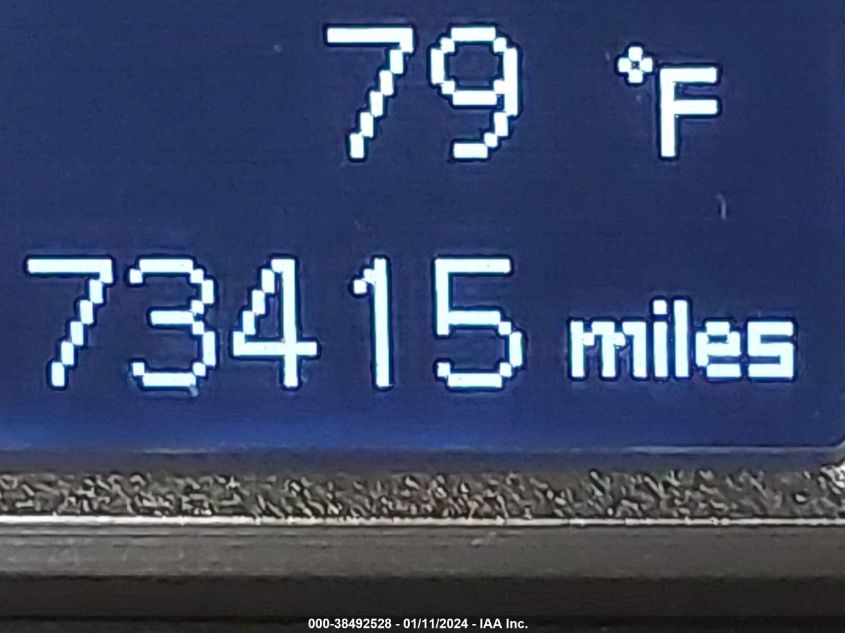 79 °F
73415 miles
000-38492528 - 01/11/2024 - IAA Inc.